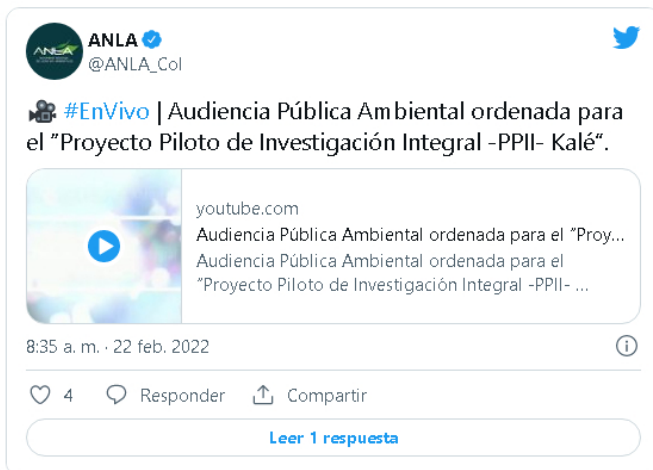 ANLA
ANLA
@ANLA_Col
#EnVivo | Audiencia Pública Ambiental ordenada para
el "Proyecto Piloto de Investigación Integral -PPII- Kalé".
youtube.com
Audiencia Pública Ambiental ordenada para el "Proy...
Audiencia Pública Ambiental ordenada para el
"Proyecto Piloto de Investigación Integral -PPII- ...
8:35 a. m. · 22 feb. 2022
4 Responder Compartir
Leer 1 respuesta